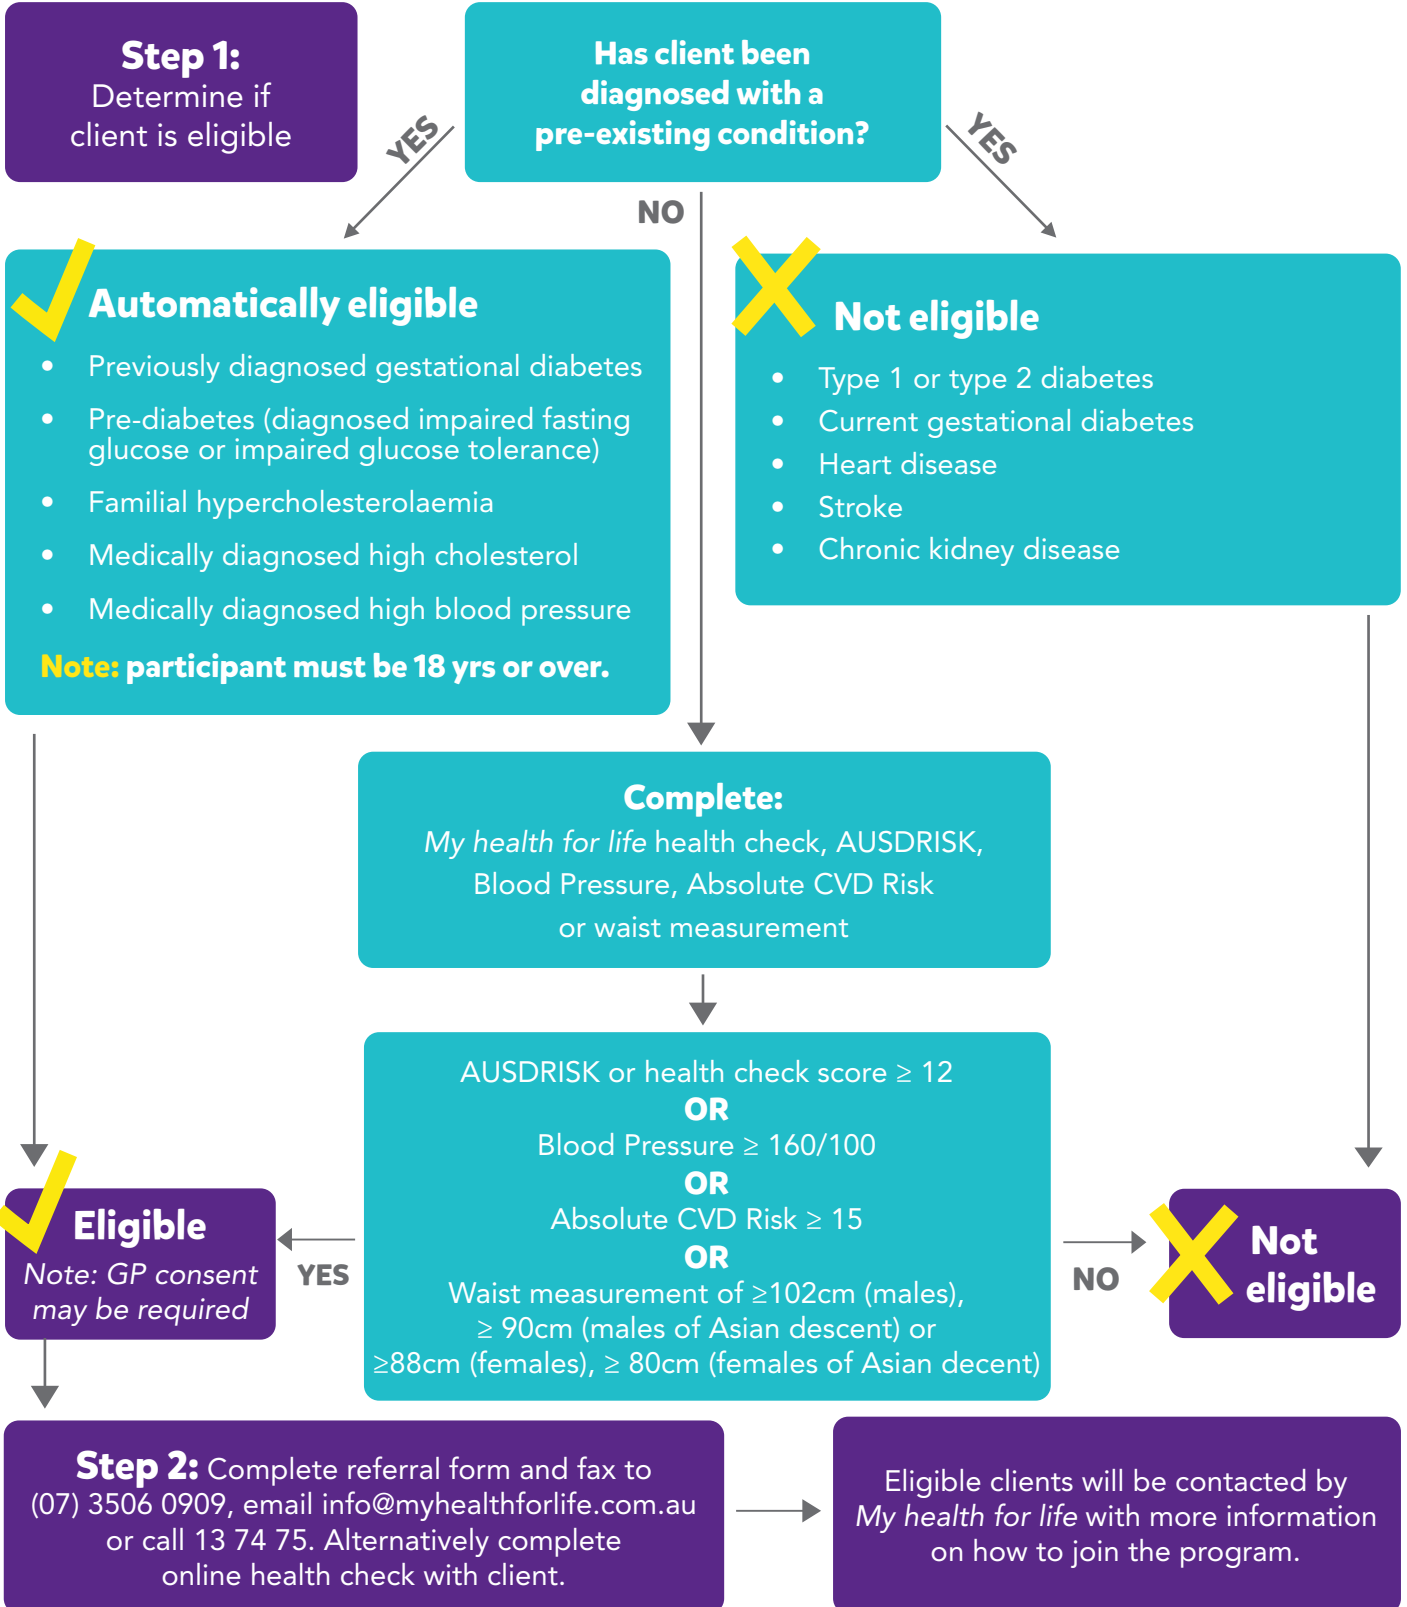 Step 1:
Determine if
client is eligible
Has client been
diagnosed with a
pre-existing condition?
YES
NO
YES
Automatically eligible
• Previously diagnosed gestational diabetes
• Pre-diabetes (diagnosed impaired fasting
glucose or impaired glucose tolerance)
• Familial hypercholesterolaemia
• Medically diagnosed high cholesterol
• Medically diagnosed high blood pressure
Note: participant must be 18 yrs or over.
Not eligible
• Type 1 or type 2 diabetes
• Current gestational diabetes
• Heart disease
• Stroke
• Chronic kidney disease
Complete:
My health for life health check, AUSDRISK,
Blood Pressure, Absolute CVD Risk
or waist measurement
AUSDRISK or health check score ≥ 12
OR
Blood Pressure ≥ 160/100
OR
Absolute CVD Risk ≥ 15
OR
Waist measurement of ≥102cm (males),
≥ 90cm (males of Asian descent) or
≥88cm (females), ≥ 80cm (females of Asian decent)
YES
NO
Eligible
Note: GP consent
may be required
Not
eligible
Step 2: Complete referral form and fax to
(07) 3506 0909, email info@myhealthforlife.com.au
or call 13 74 75. Alternatively complete
online health check with client.
Eligible clients will be contacted by
My health for life with more information
on how to join the program.